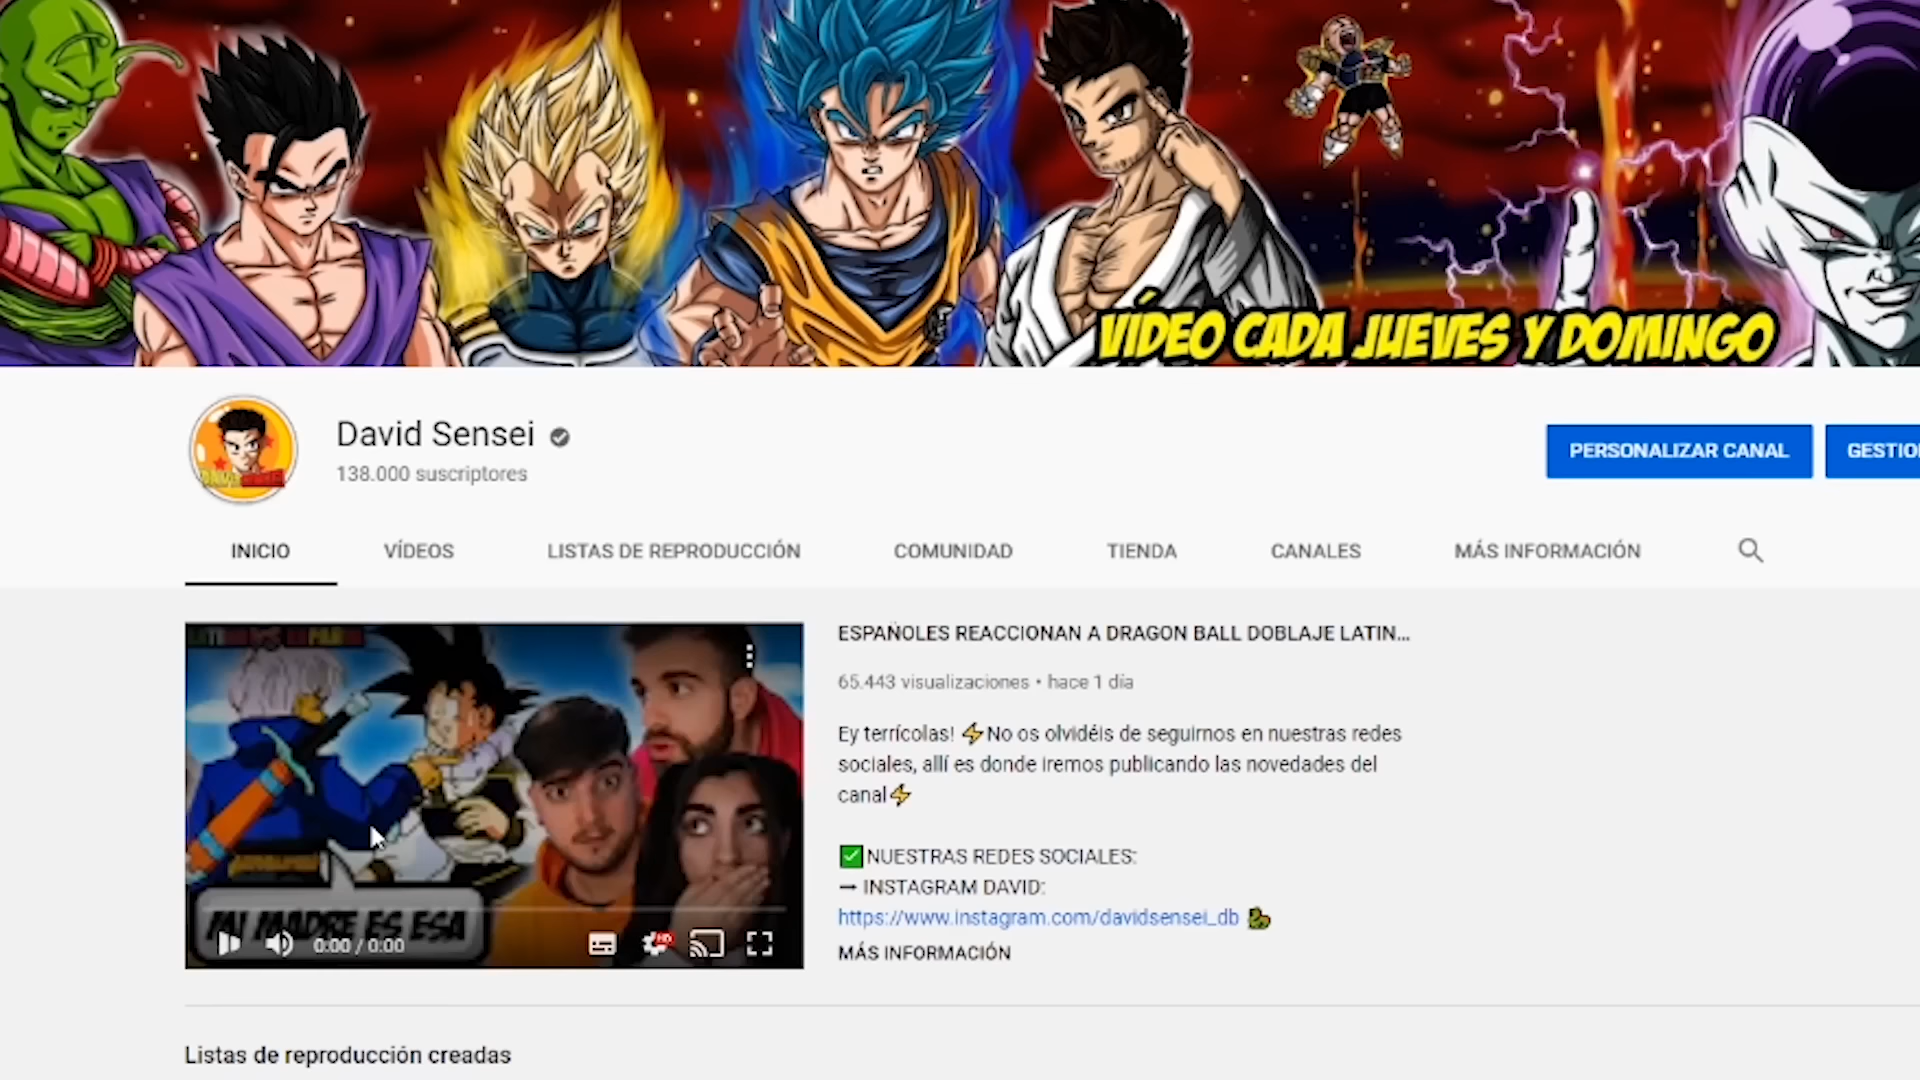 VÍDEO CADA JUEVES Y DOMINGO
David Sensei
138.000 suscriptores
PERSONALIZAR CANAL
GESTIO
INICIO
VÍDEOS
LISTAS DE REPRODUCCIÓN
COMUNIDAD
TIENDA
CANALES
MÁS INFORMACIÓN
MI MADRE ES ESA
0:00 / 0:00
HD
ESPAÑOLES REACCIONAN A DRAGON BALL DOBLAJE LATIN...
65.443 visualizaciones • hace 1 día
Ey terrícolas! ⚡No os olvidéis de seguirnos en nuestras redes
sociales, allí es donde iremos publicando las novedades del
canal⚡
✅NUESTRAS REDES SOCIALES:
➞ INSTAGRAM DAVID:
https://www.instagram.com/davidsensei_db 🐉
MÁS INFORMACIÓN
Listas de reproducción creadas